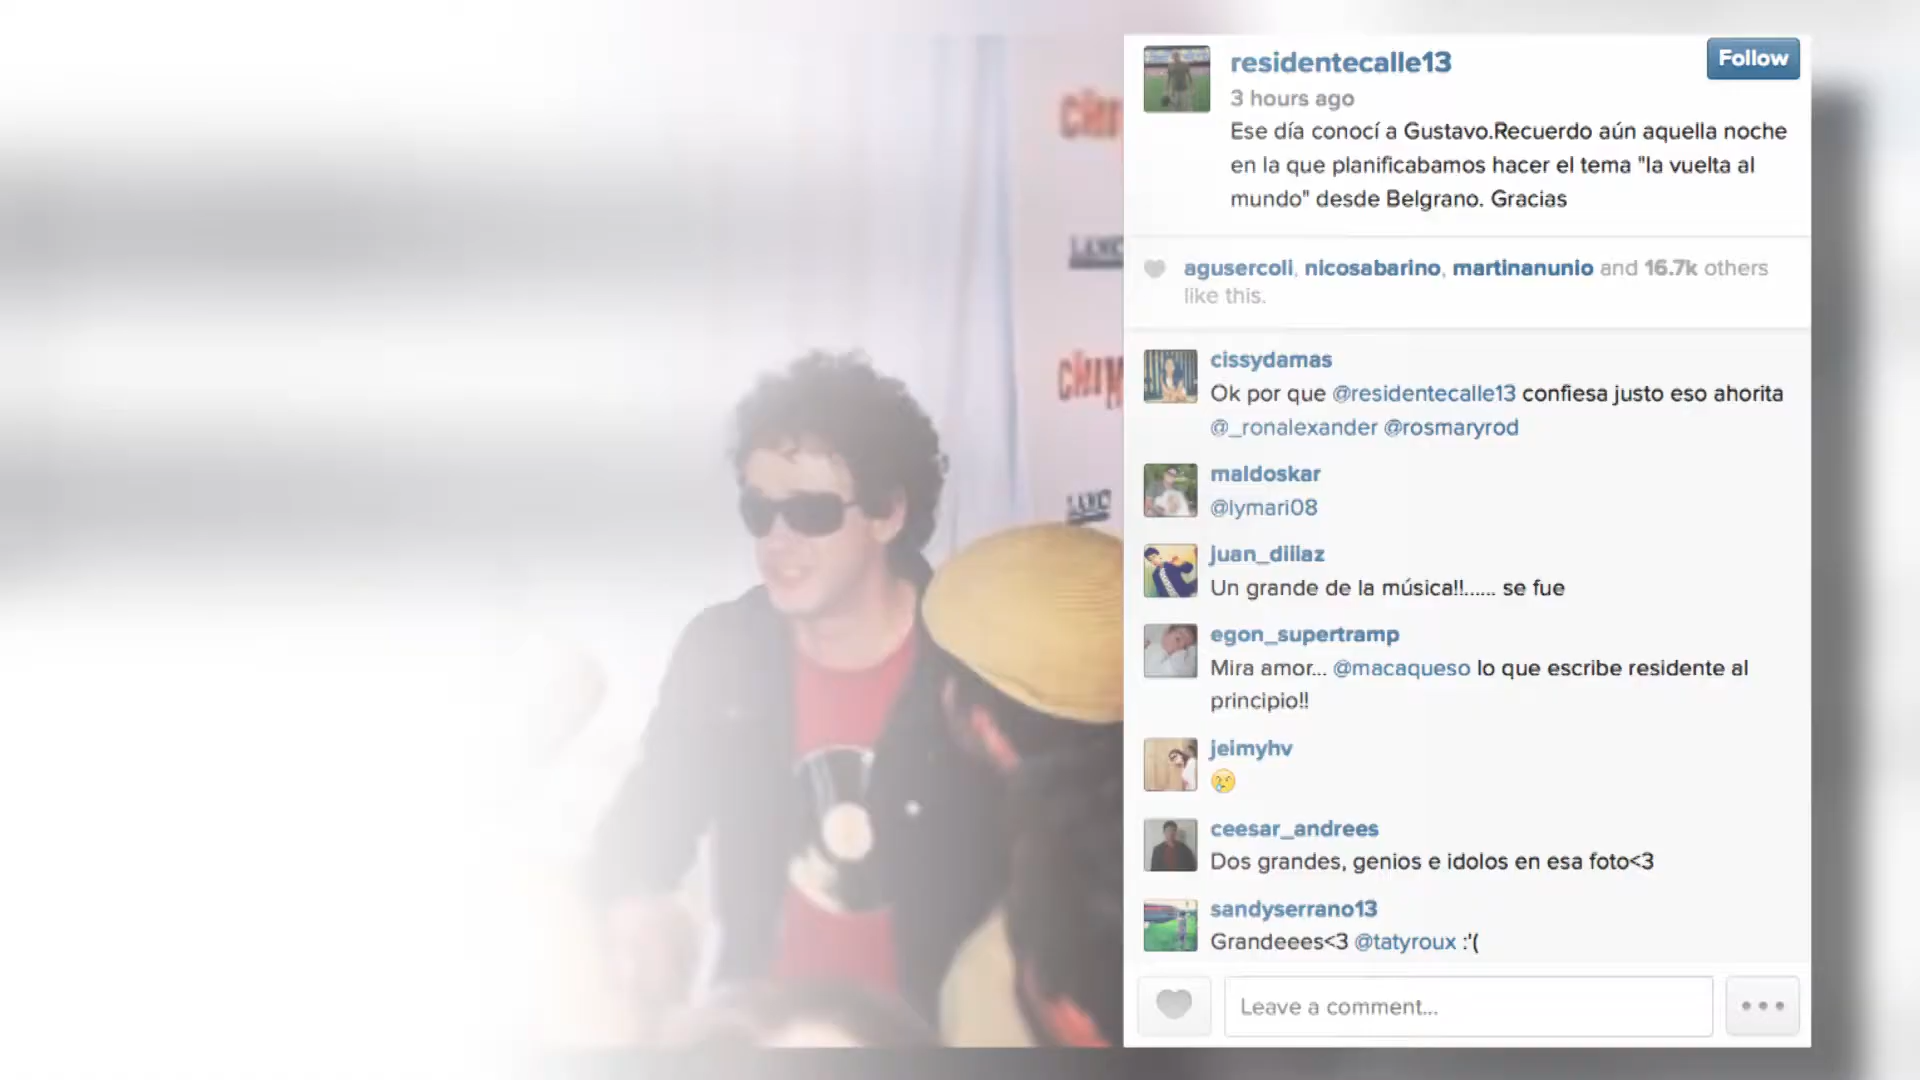 residentecalle13
Follow
3 hours ago
Ese día conocí a Gustavo.Recuerdo aún aquella noche
en la que planificabamos hacer el tema "la vuelta al
mundo" desde Belgrano. Gracias
agusercoli, nicosabarino, martinanunio and 16.7k others
like this.
cissydamas
Ok por que @residentecalle13 confiesa justo eso ahorita
@_ronalexander @rosmaryrod
maldoskar
@lymari08
juan_diilaz
Un grande de la música!!...... se fue
egon_supertramp
Mira amor... @macaqueso lo que escribe residente al
principio!!
jeimyhv
ceesar_andrees
Dos grandes, genios e idolos en esa foto<3
sandyserrano13
Grandeees<3 @tatyroux :'(
Leave a comment...